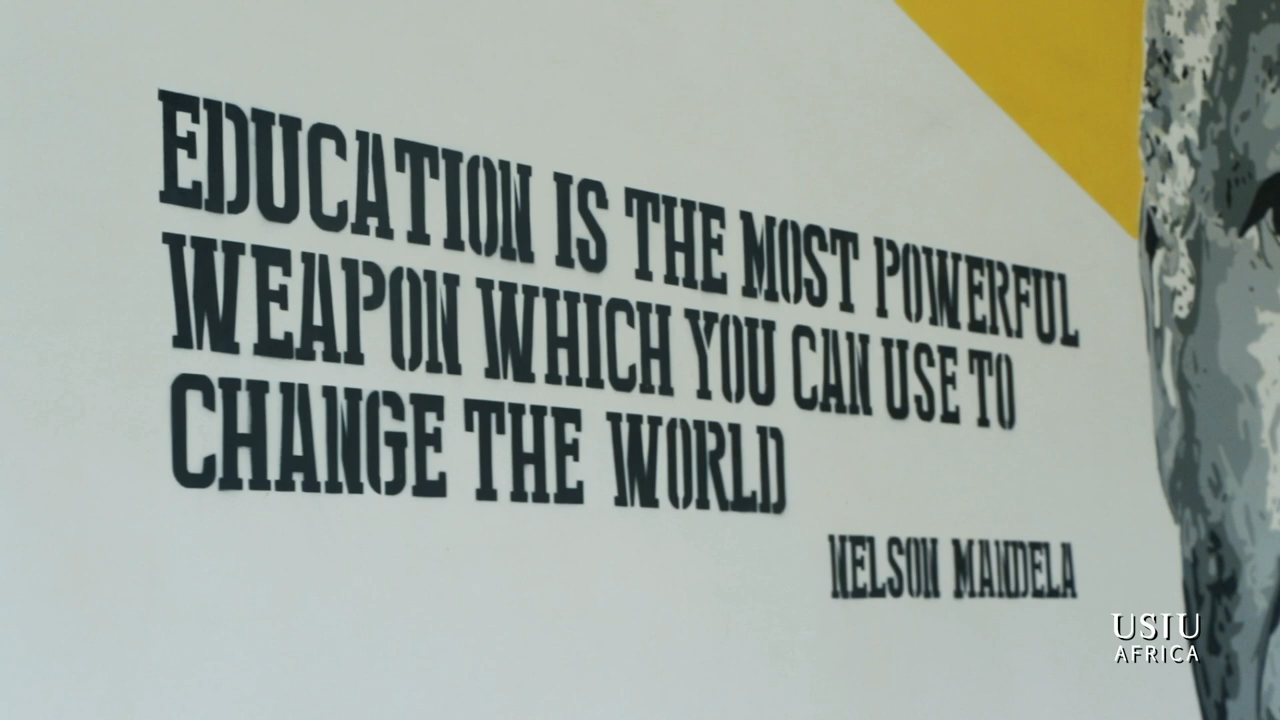 EDUCATION IS THE MOST POWERFUL
WEAPON WHICH YOU CAN USE TO
CHANGE THE WORLD
NELSON MANDELA
USIU
AFRICA